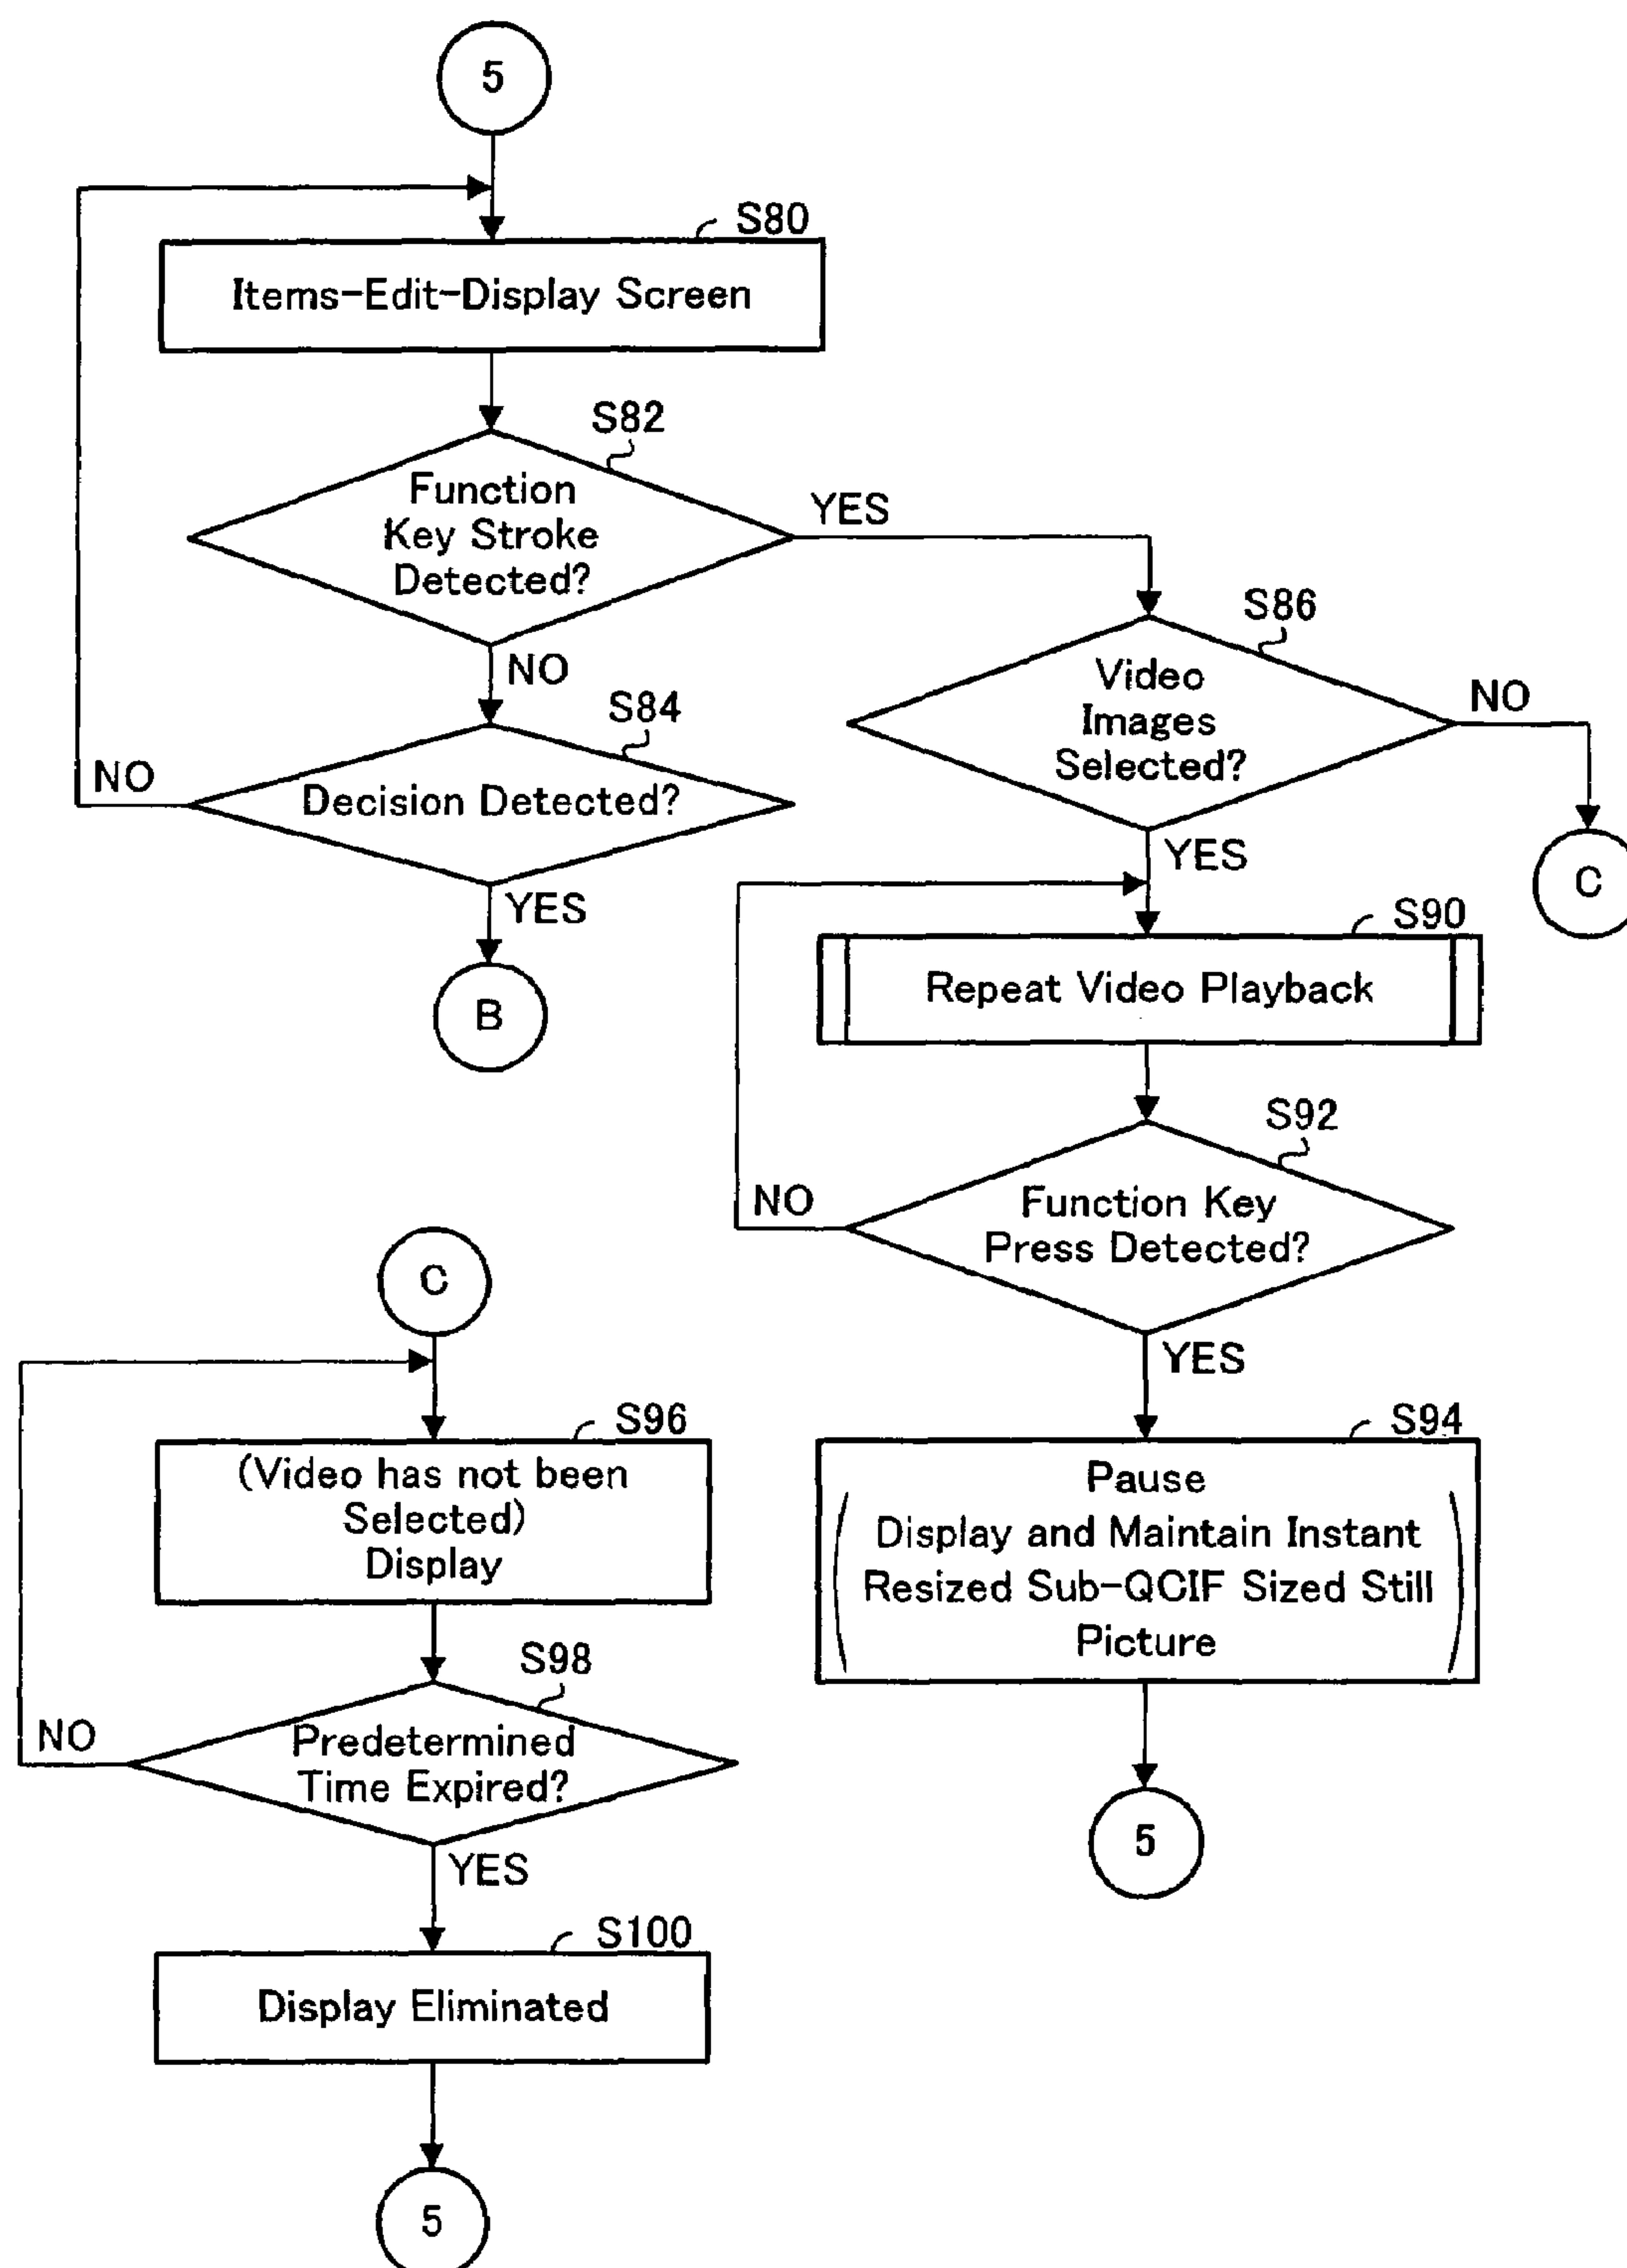 5
S80
Items-Edit-Display Screen
S82
Function
Key Stroke
Detected?
YES
NO
S84
Decision Detected?
NO
YES
B
S86
Video
Images
Selected?
NO
C
YES
S90
Repeat Video Playback
S92
Function Key
Press Detected?
NO
YES
S94
Pause
Display and Maintain Instant
Resized Sub-QCIF Sized Still
Picture
5
C
S96
(Video has not been
Selected)
Display
S98
Predetermined
Time Expired?
NO
YES
S100
Display Eliminated
5